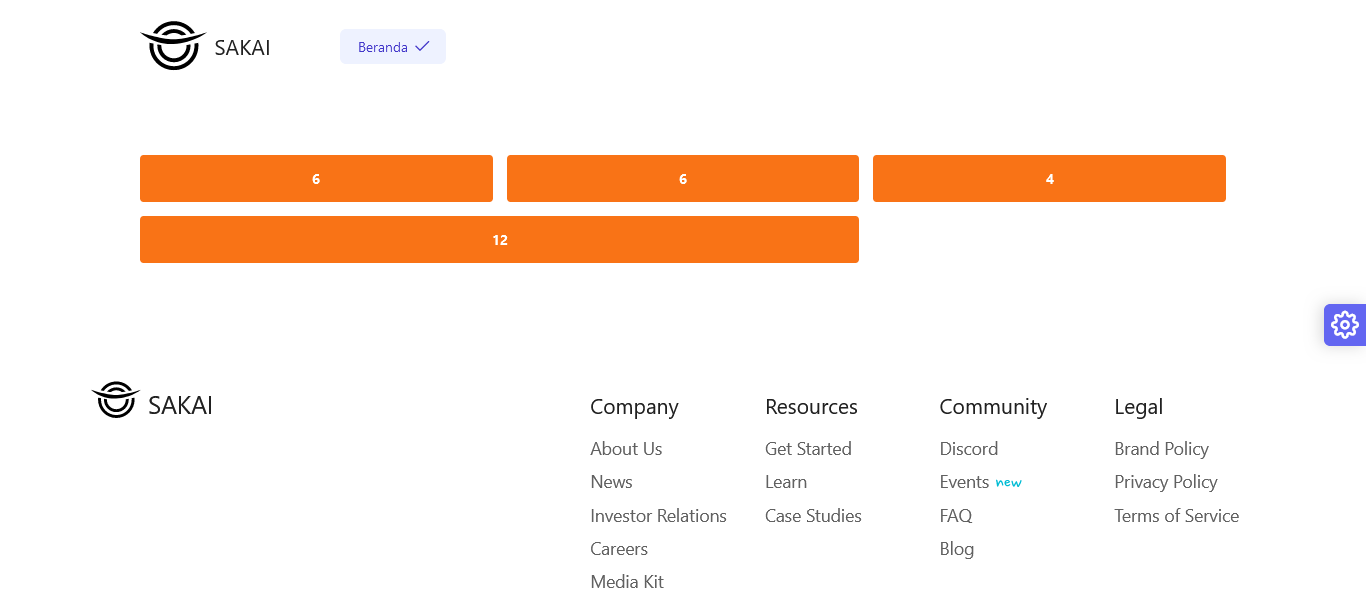 SAKAI
Beranda
6
6
4
12
SAKAI
Company
About Us
News
Investor Relations
Careers
Media Kit
Resources
Get Started
Learn
Case Studies
Community
Discord
Events new
FAQ
Blog
Legal
Brand Policy
Privacy Policy
Terms of Service